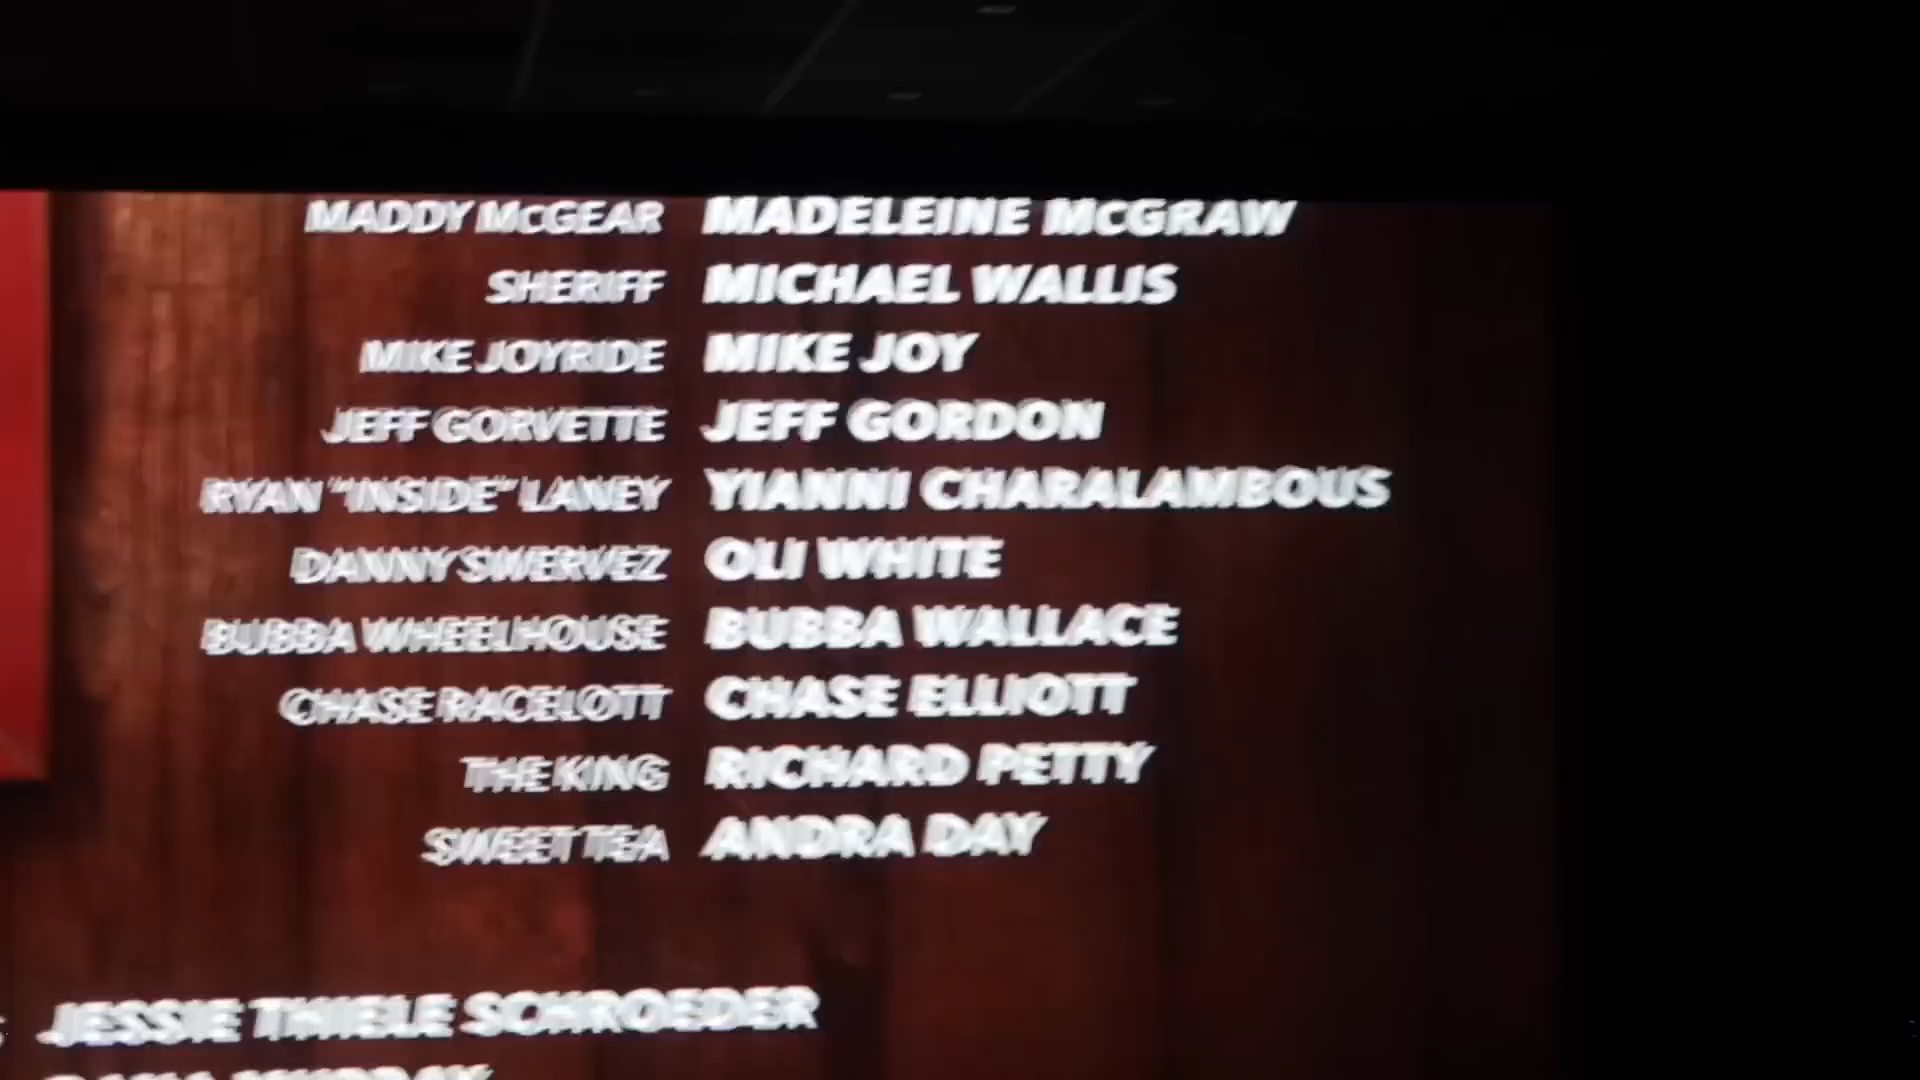 MADDY McGEAR MADELEINE McGRAW
SHERIFF MICHAEL WALLIS
MIKE JOYRIDE MIKE JOY
JEFF GORVETTE JEFF GORDON
RYAN "INSIDE" LANEY YIANNI CHARALAMBOUS
DANNY SWERVEZ OLI WHITE
BUBBA WHEELHOUSE BUBBA WALLACE
CHASE RACELOTT CHASE ELLIOTT
THE KING RICHARD PETTY
SWEET TEA ANDRA DAY
JESSIE THIELE SCHROEDER